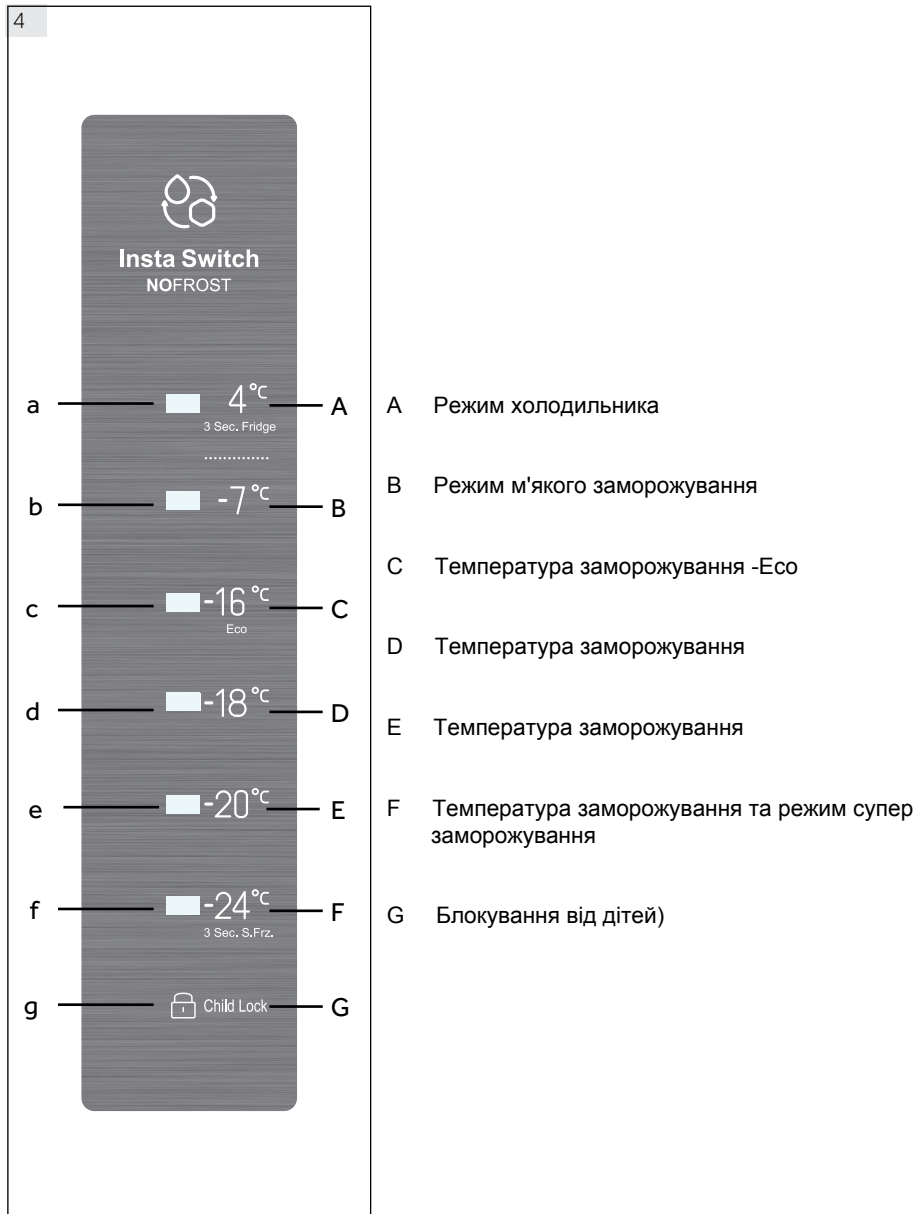 4
Insta Switch
NOFROST
a 4°C A
3 Sec. Fridge
b -7°C B
c -16°C C
Eco
d -18°C D
e -20°C E
f -24°C F
3 Sec. S.Frz.
g Child Lock G
A Режим холодильника
B Режим м'якого заморожування
C Температура заморожування -Eco
D Температура заморожування
E Температура заморожування
F Температура заморожування та режим супер
заморожування
G Блокування від дітей)